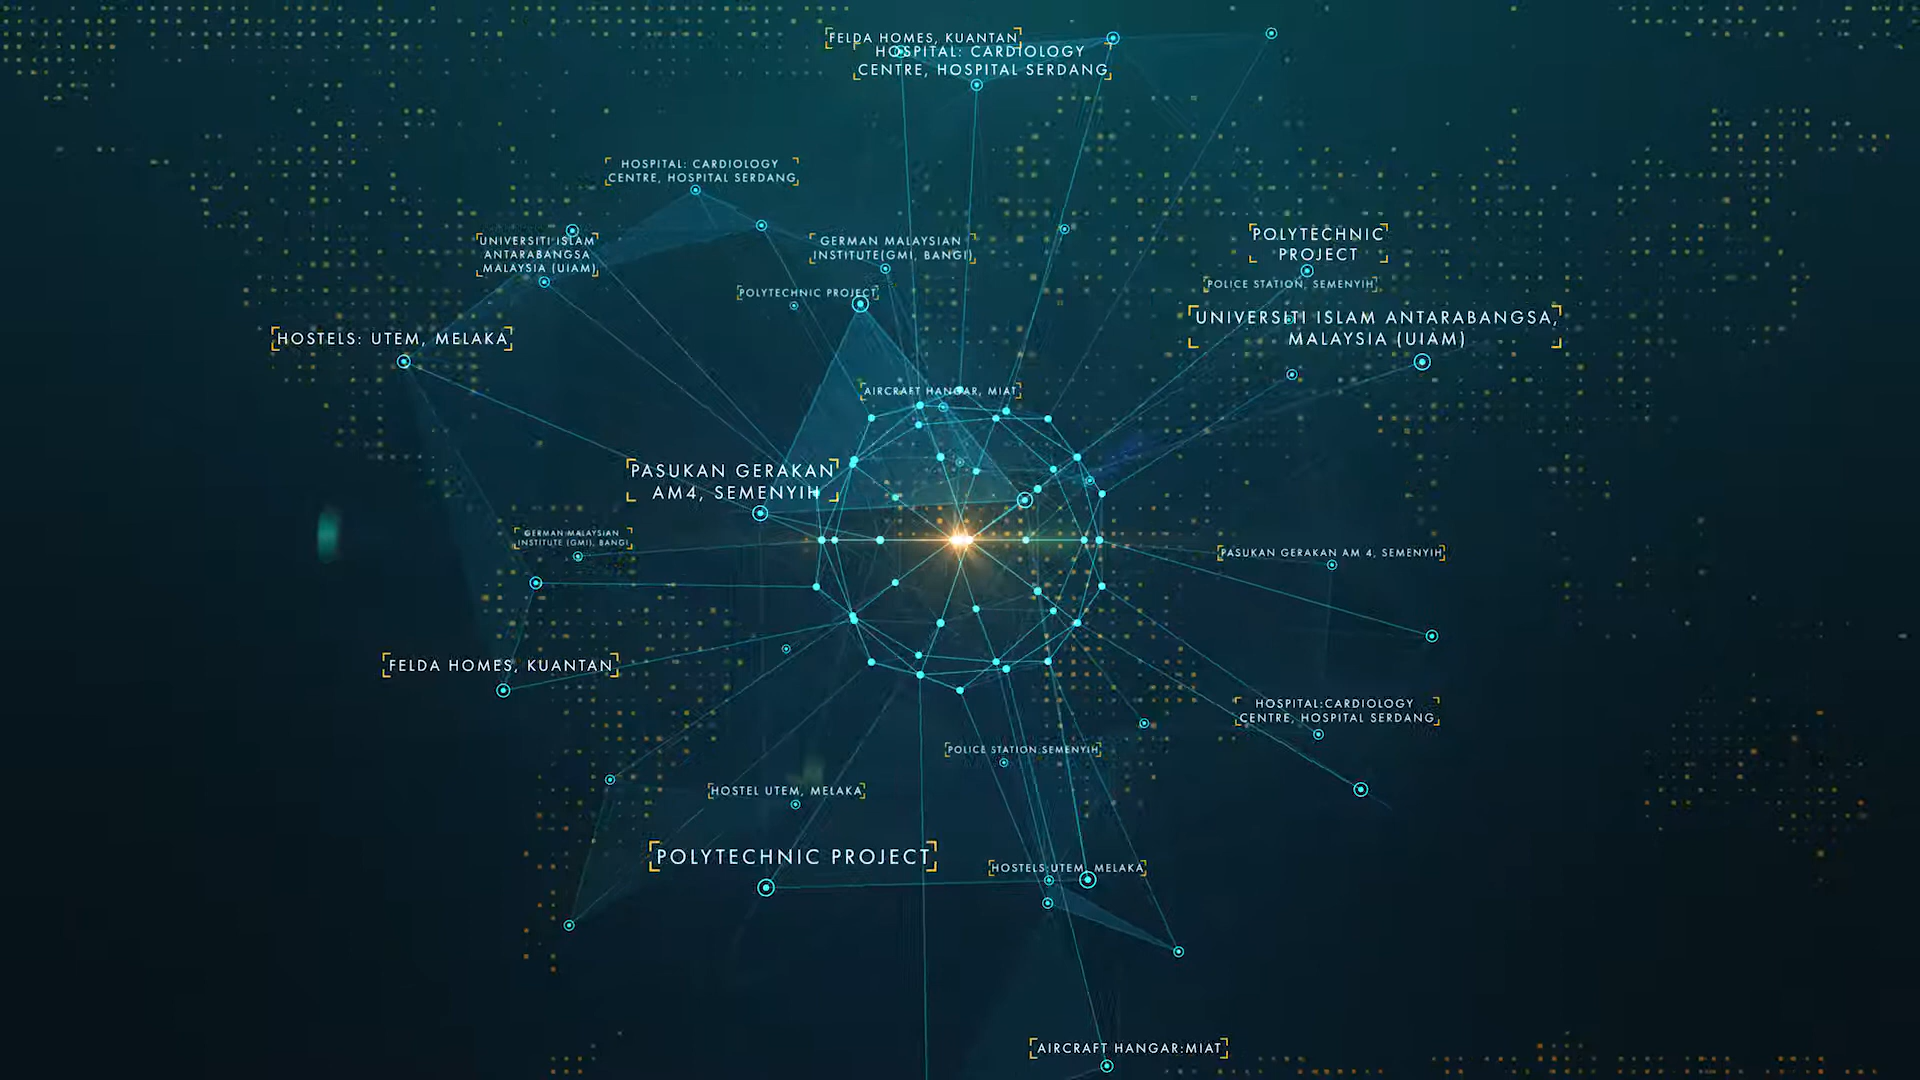 FELDA HOMES, KUANTAN
HOSPITAL: CARDIOLOGY
CENTRE, HOSPITAL SERDANG
HOSPITAL: CARDIOLOGY
CENTRE, HOSPITAL SERDANG
UNIVERSITI ISLAM
ANTARABANGSA
MALAYSIA (UIAM)
GERMAN MALAYSIAN
INSTITUTE(GMI, BANGI)
POLYTECHNIC
PROJECT
POLICE STATION, SEMENYIH
POLYTECHNIC PROJECT
UNIVERSITI ISLAM ANTARABANGSA,
MALAYSIA (UIAM)
HOSTELS: UTEM, MELAKA
AIRCRAFT HANGAR, MIAT
PASUKAN GERAKAN
AM4, SEMENYIH
GERMAN MALAYSIAN
INSTITUTE (GMI), BANGI
PASUKAN GERAKAN AM 4, SEMENYIH
FELDA HOMES, KUANTAN
HOSPITAL:CARDIOLOGY
CENTRE, HOSPITAL SERDANG
POLICE STATION:SEMENYIH
HOSTEL UTEM, MELAKA
POLYTECHNIC PROJECT
HOSTELS:UTEM, MELAKA
AIRCRAFT HANGAR:MIAT